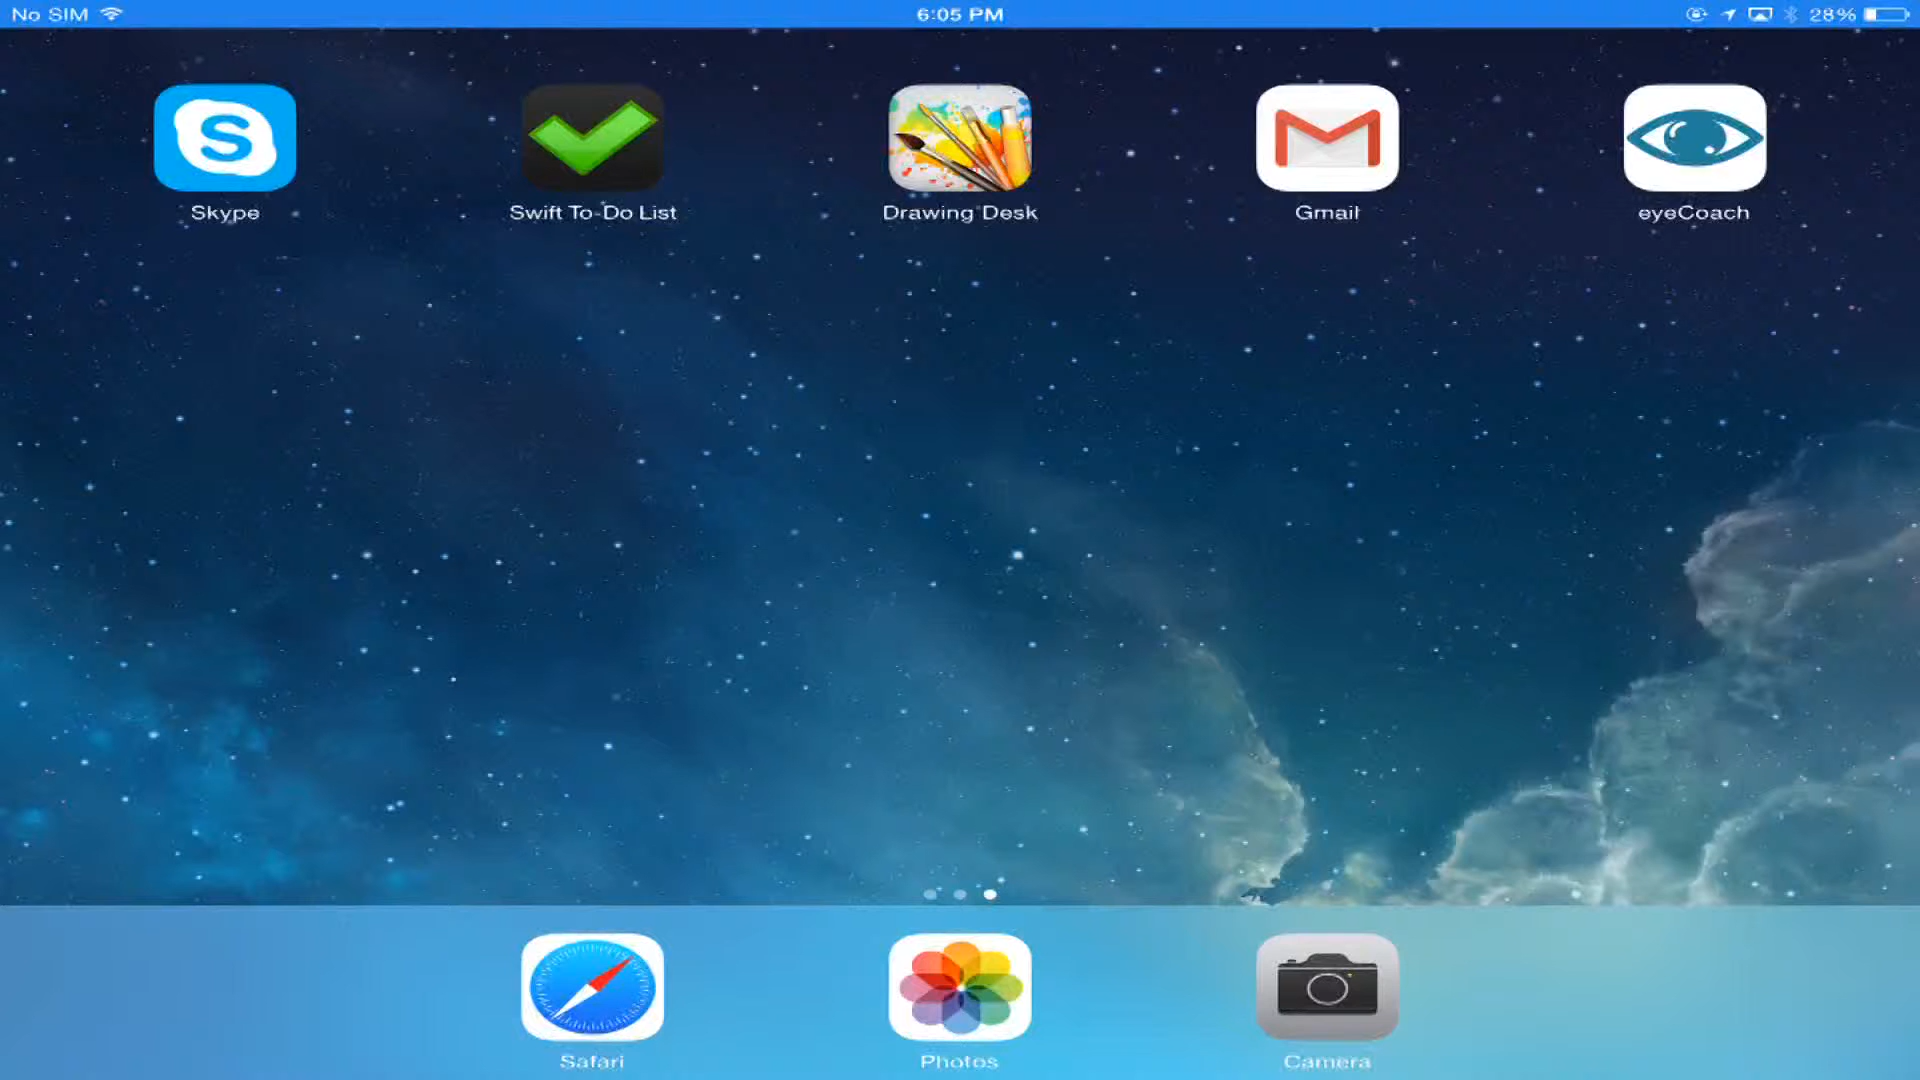 No SIM 6:05 PM 28%
Skype Swift To-Do List Drawing Desk Gmail eyeCoach
Safari Photos Camera